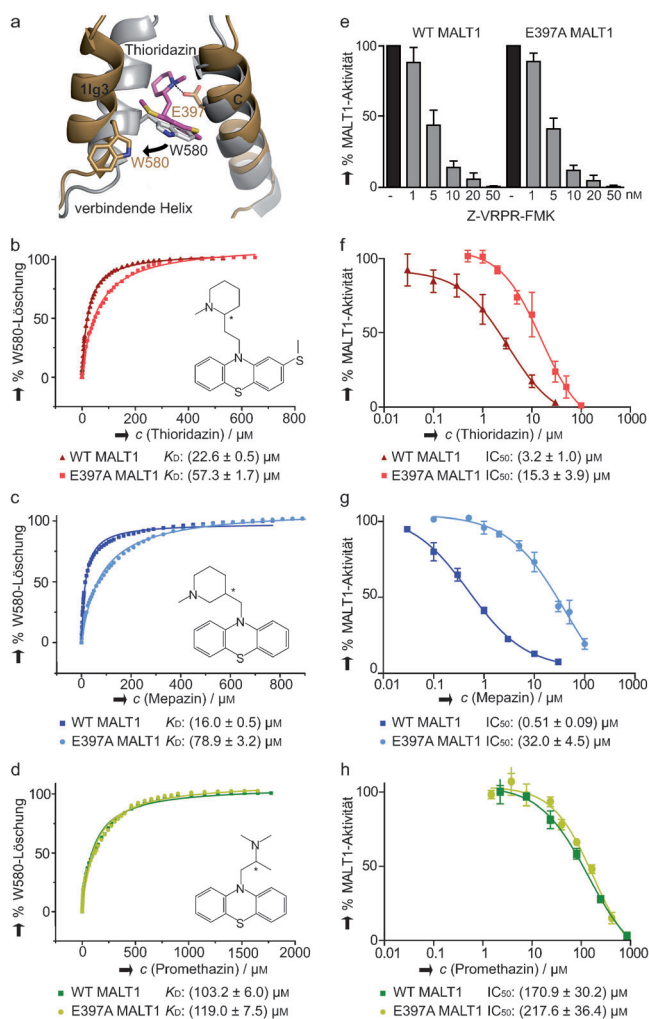 a
Thioridazin
1Ig3
E397
C
W580
W580
verbindende Helix
e
WT MALT1
E397A MALT1
% MALT1-Aktivität
100
50
0
- 1 5 10 20 50 - 1 5 10 20 50 nM
Z-VRPR-FMK
b
% W580-Löschung
100
50
0
0 200 400 600 800
c (Thioridazin) / µM
N
*
N
S
S
WT MALT1 KD: (22.6 ± 0.5) µM
E397A MALT1 KD: (57.3 ± 1.7) µM
f
% MALT1-Aktivität
100
50
0
0.01 0.1 1 10 100 1000
c (Thioridazin) / µM
WT MALT1 IC50: (3.2 ± 1.0) µM
E397A MALT1 IC50: (15.3 ± 3.9) µM
c
% W580-Löschung
100
50
0
0 200 400 600 800
c (Mepazin) / µM
N
*
N
S
WT MALT1 KD: (16.0 ± 0.5) µM
E397A MALT1 KD: (78.9 ± 3.2) µM
g
% MALT1-Aktivität
100
50
0
0.1 1 10 100 1000
c (Mepazin) / µM
WT MALT1 IC50: (0.51 ± 0.09) µM
E397A MALT1 IC50: (32.0 ± 4.5) µM
d
% W580-Löschung
100
50
0
0 500 1000 1500 2000
c (Promethazin) / µM
N
*
N
S
WT MALT1 KD: (103.2 ± 6.0) µM
E397A MALT1 KD: (119.0 ± 7.5) µM
h
% MALT1-Aktivität
100
50
0
0.01 0.1 1 10 100 1000
c (Promethazin) / µM
WT MALT1 IC50: (170.9 ± 30.2) µM
E397A MALT1 IC50: (217.6 ± 36.4) µM